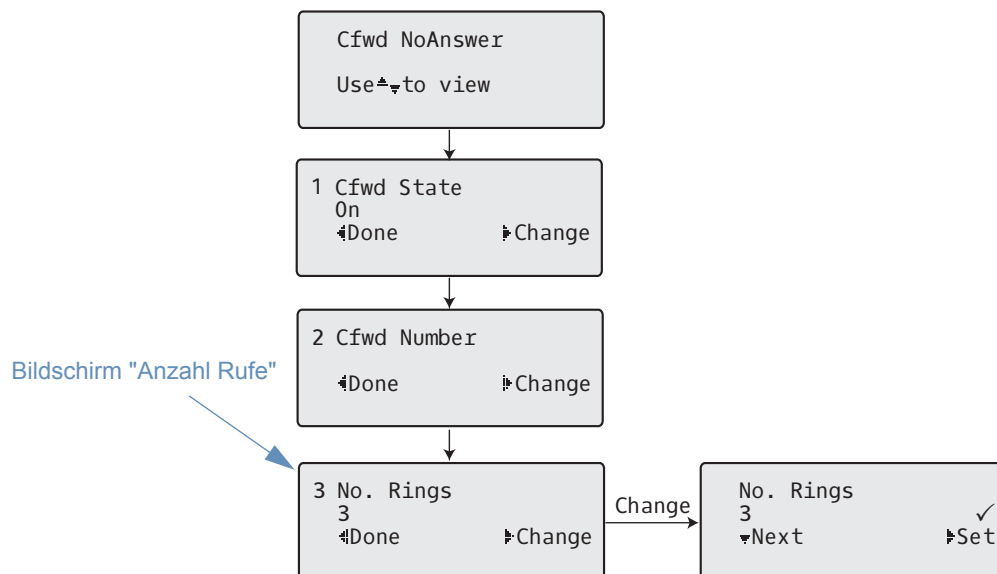 Cfwd NoAnswer
Use▲▼to view
1 Cfwd State
On
◀Done ▶Change
2 Cfwd Number
◀Done ▶Change
Bildschirm "Anzahl Rufe"
3 No. Rings
3
◀Done ▶Change
Change
No. Rings
3 ✓
▼Next ▶Set